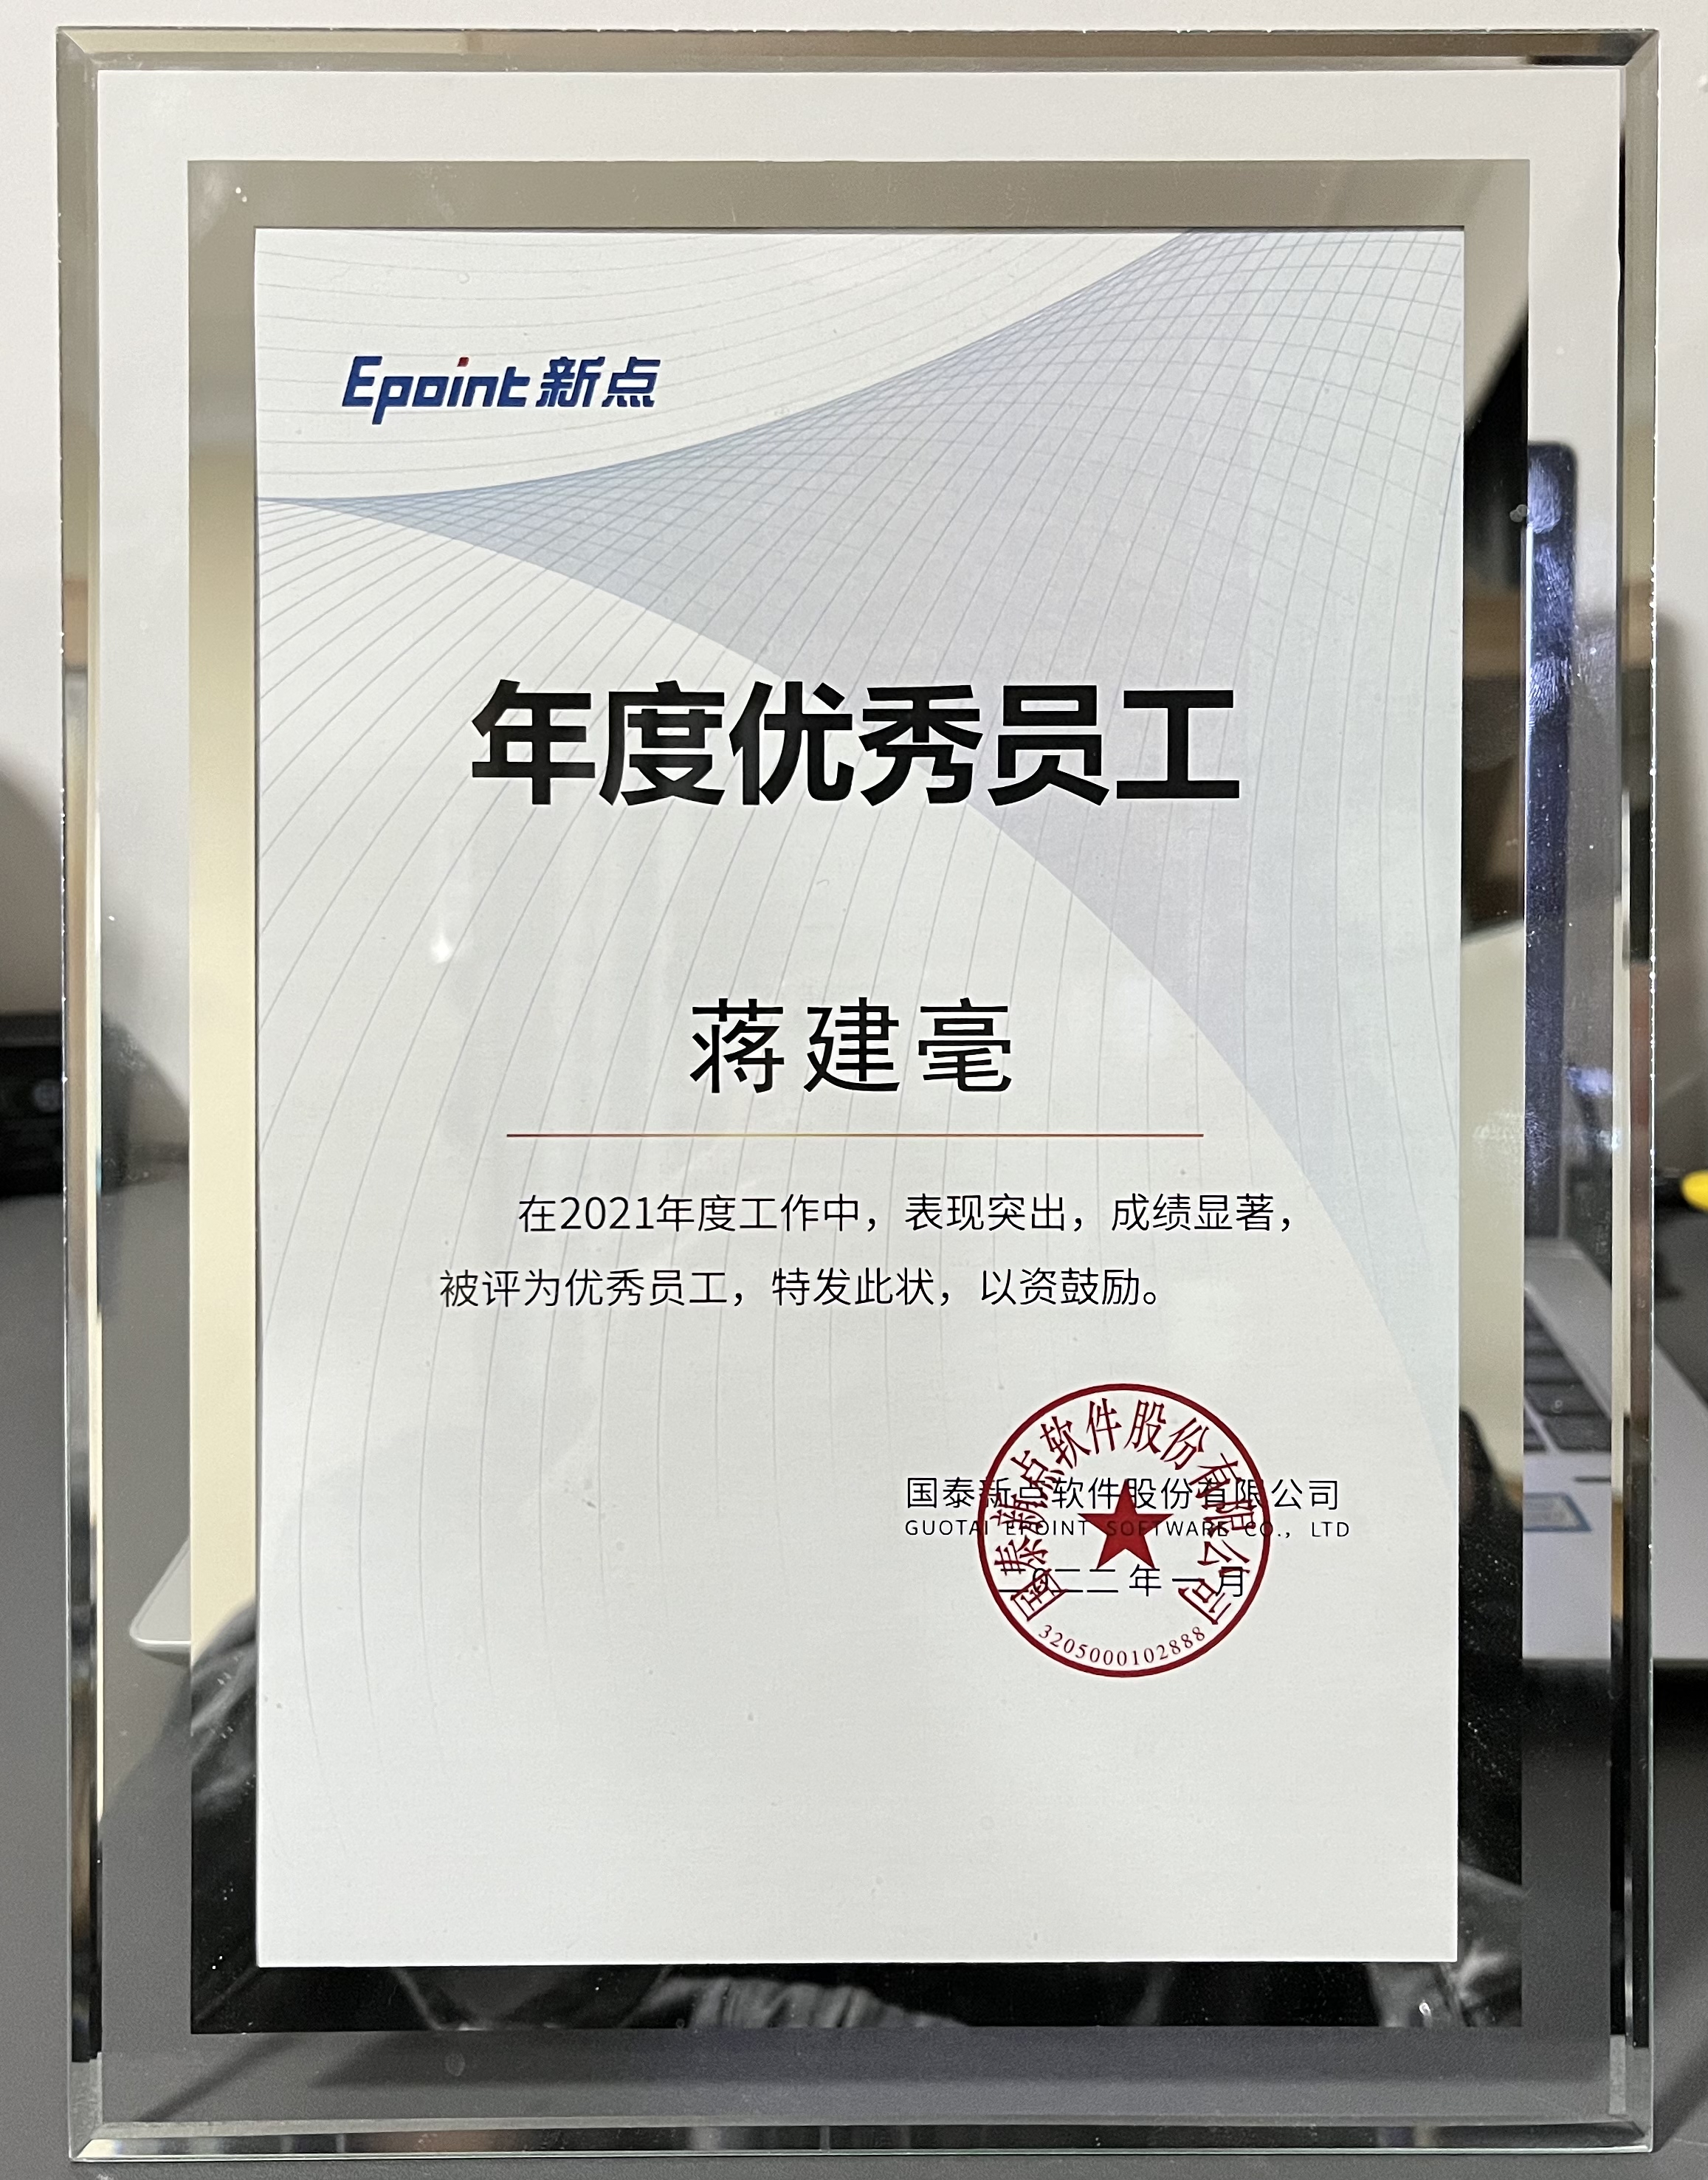 Epoint 新点
年度优秀员工
蒋建毫
在2021年度工作中，表现突出，成绩显著，
被评为优秀员工，特发此状，以资鼓励。
国泰新点软件股份有限公司
GUOTAI EPOINT SOFTWARE CO., LTD
二〇二二年一月
国泰新点软件股份有限公司
3205000102888